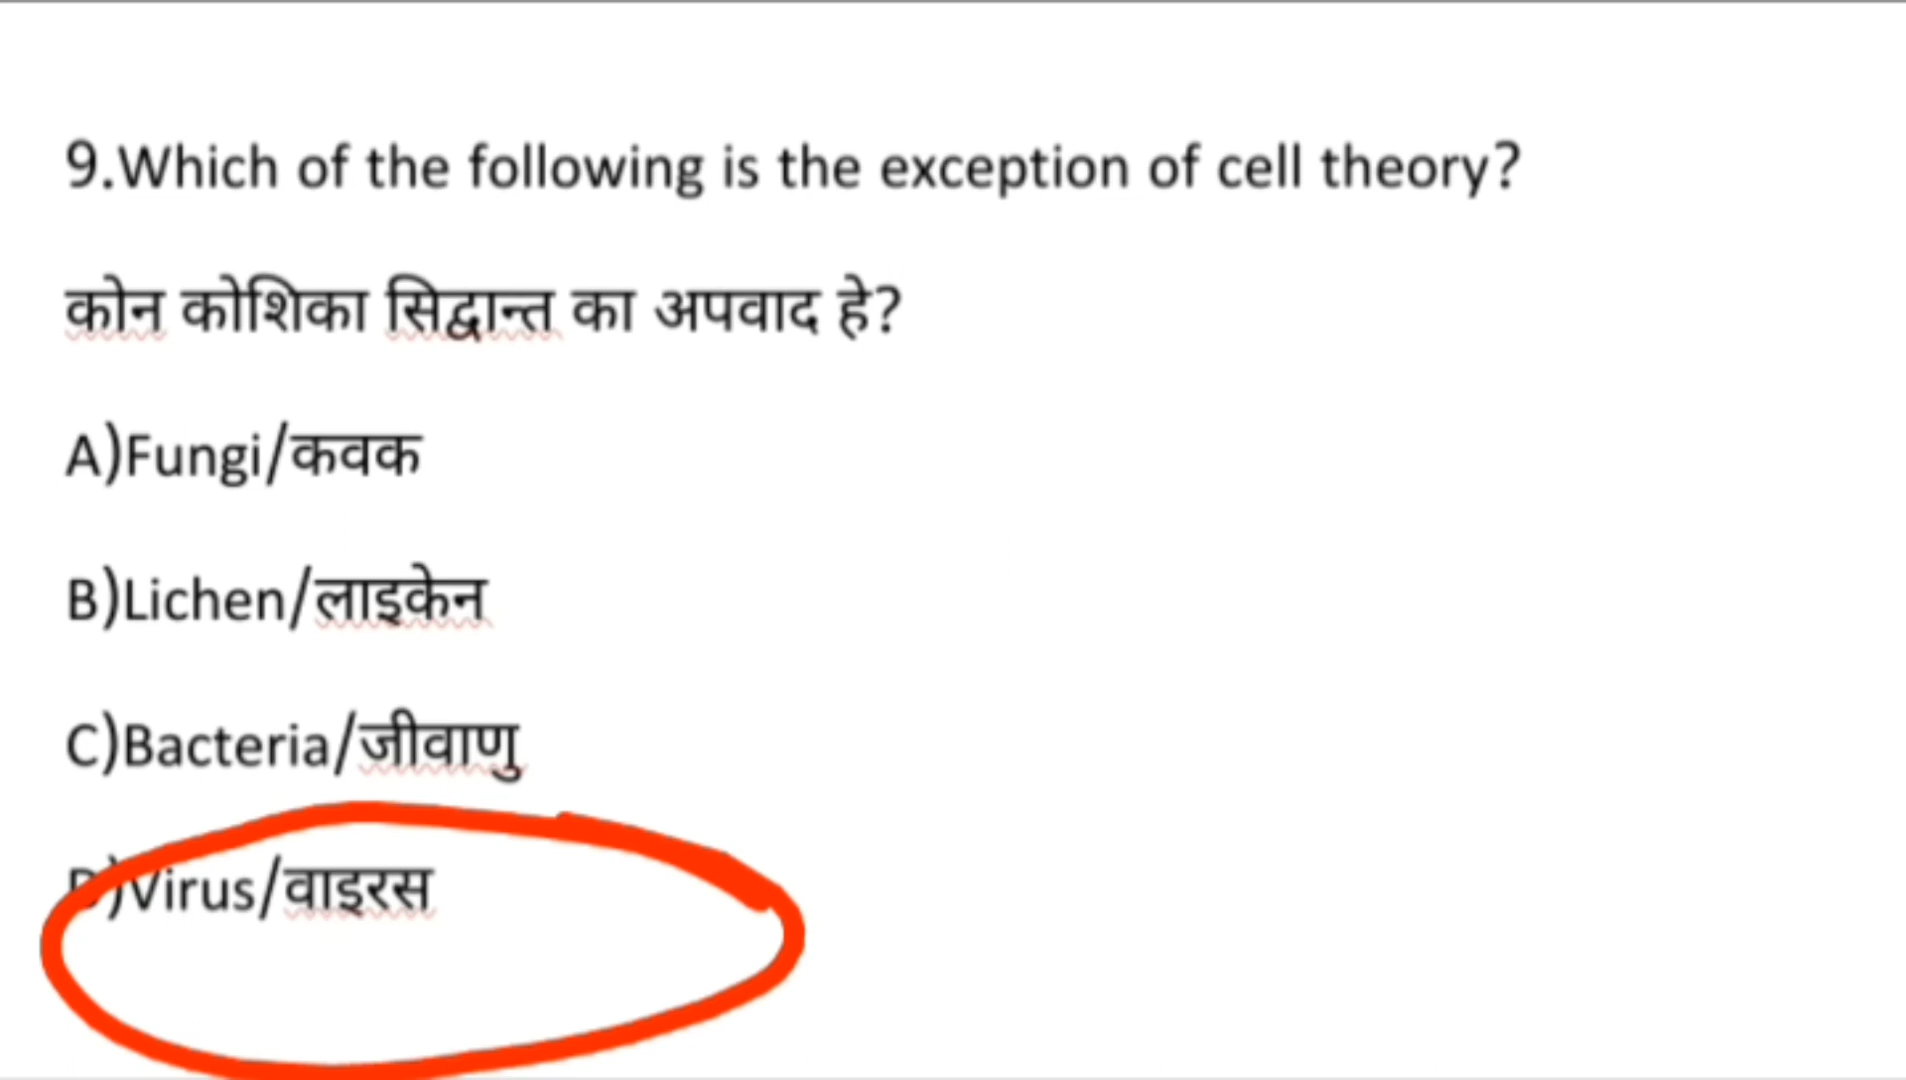 9.Which of the following is the exception of cell theory?
कोन कोशिका सिद्वान्त का अपवाद हे?
A)Fungi/कवक
B)Lichen/लाइकेन
C)Bacteria/जीवाणु
D)Virus/वाइरस